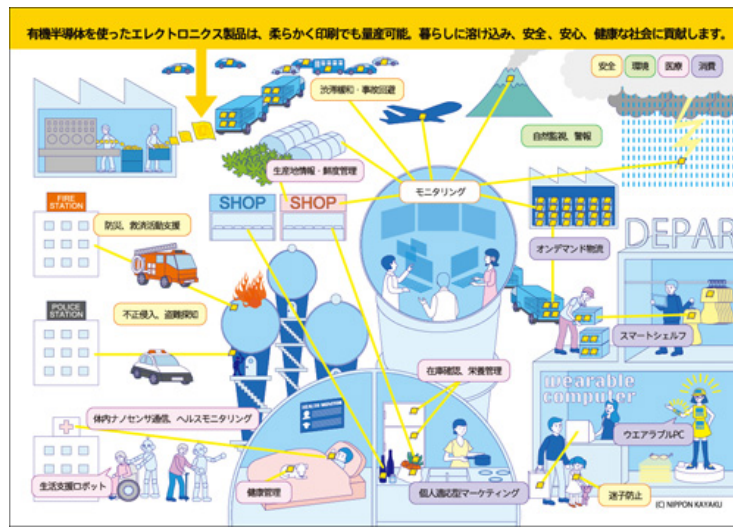 有機半導体を使ったエレクトロニクス製品は、柔らかく印刷でも量産可能。暮らしに溶け込み、安全、安心、健康な社会に貢献します。
安全 環境 医療 消費
渋滞緩和・事故回避
自然監視、警報
生産地情報・鮮度管理
モニタリング
FIRE
STATION
SHOP SHOP
防災、救済活動支援
オンデマンド物流
DEPAR
POLICE
STATION
不正侵入、盗難探知
スマートシェルフ
在庫確認、栄養管理
wearable
computer
HEALTH MONITOR
体内ナノセンサ通信、ヘルスモニタリング
ウエアラブルPC
生活支援ロボット
健康管理
個人適応型マーケティング
迷子防止
(C) NIPPON KAYAKU